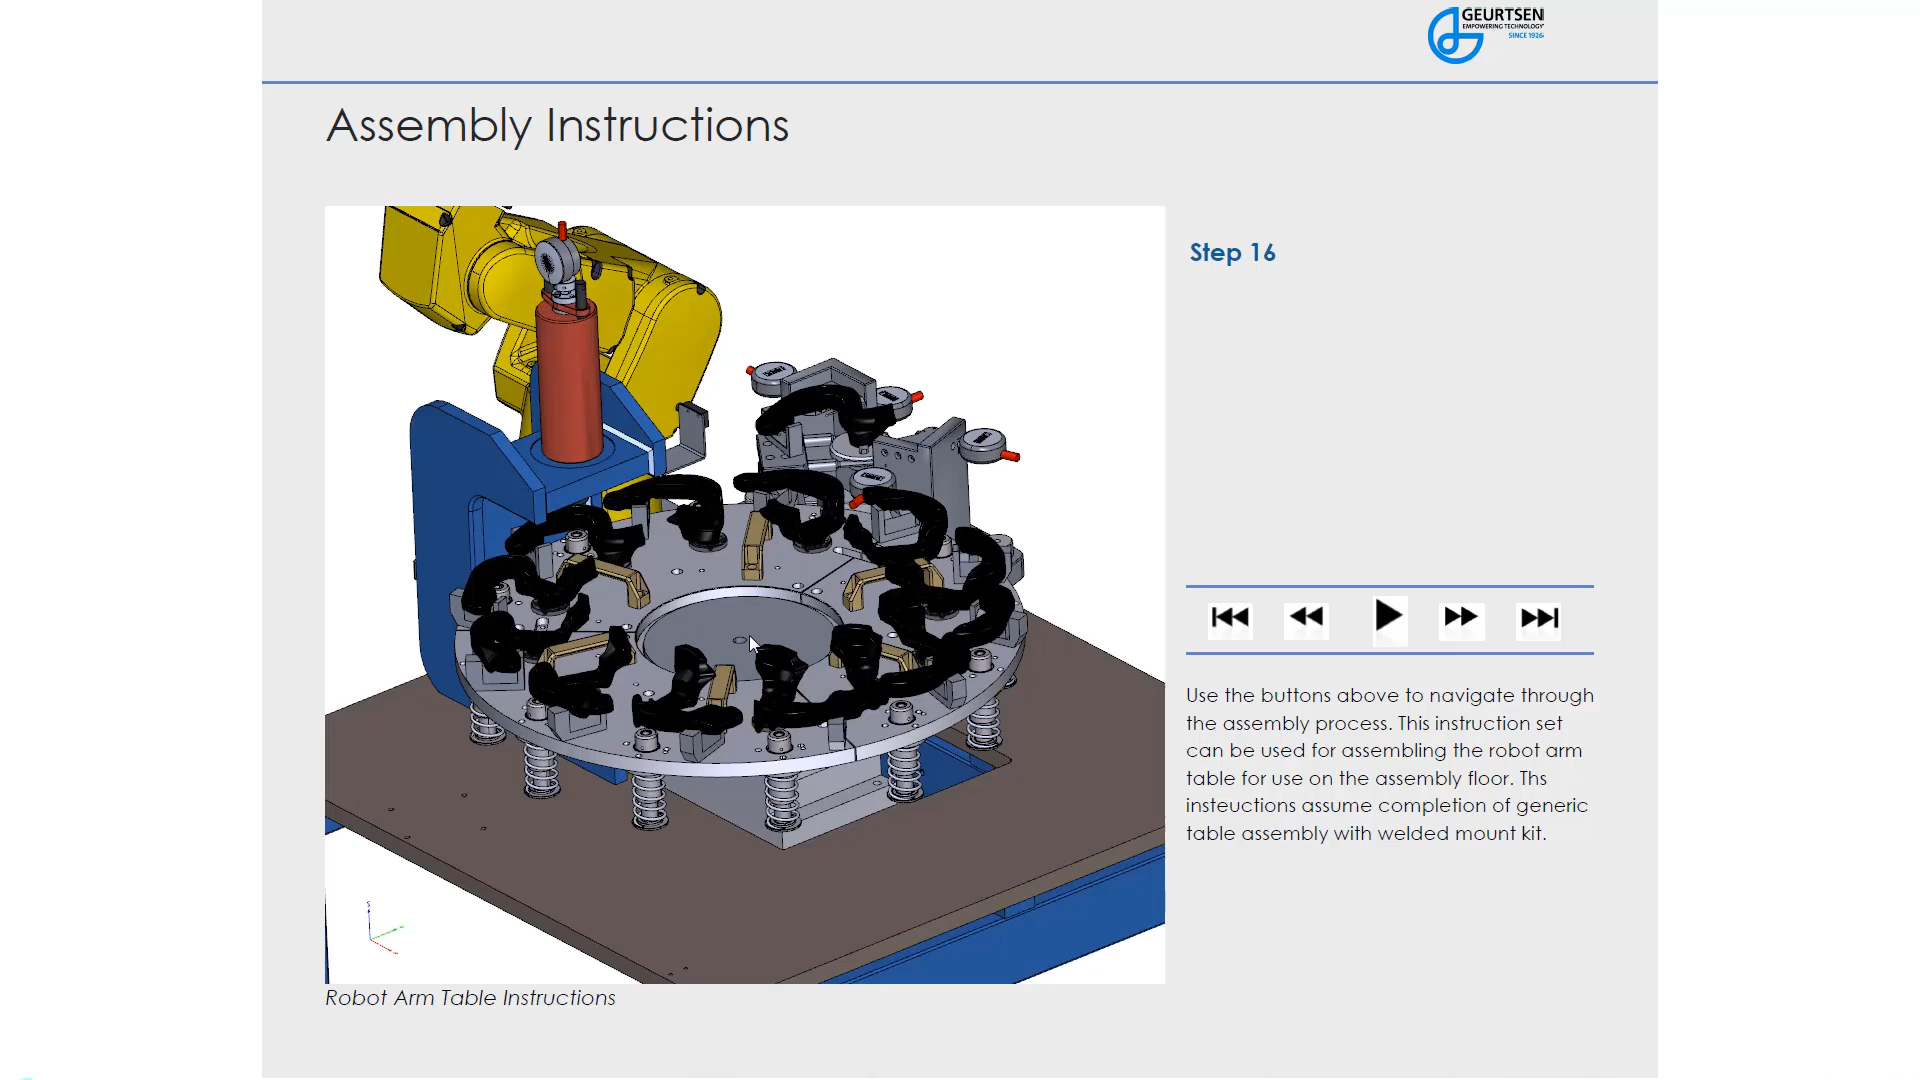 GEURTSEN
EMPOWERING TECHNOLOGY
SINCE 1926
Assembly Instructions
Step 16
Use the buttons above to navigate through
the assembly process. This instruction set
can be used for assembling the robot arm
table for use on the assembly floor. Ths
insteuctions assume completion of generic
table assembly with welded mount kit.
Robot Arm Table Instructions